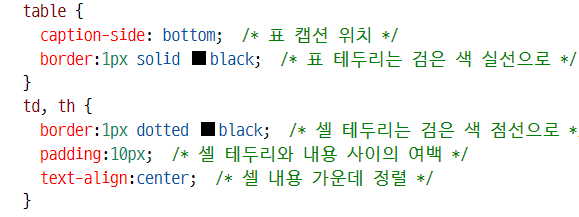 table {
caption-side: bottom; /* 표 캡션 위치 */
border:1px solid black; /* 표 테두리는 검은 색 실선으로 */
}
td, th {
border:1px dotted black; /* 셀 테두리는 검은 색 점선으로 *
padding:10px; /* 셀 테두리와 내용 사이의 여백 */
text-align:center; /* 셀 내용 가운데 정렬 */
}